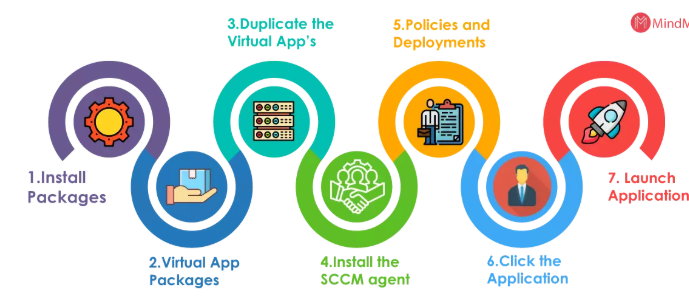 3.Duplicate the
Virtual App's
5.Policies and
Deployments
1.Install
Packages
7. Launch
Application
2.Virtual App
Packages
4.Install the
SCCM agent
6.Click the
Application